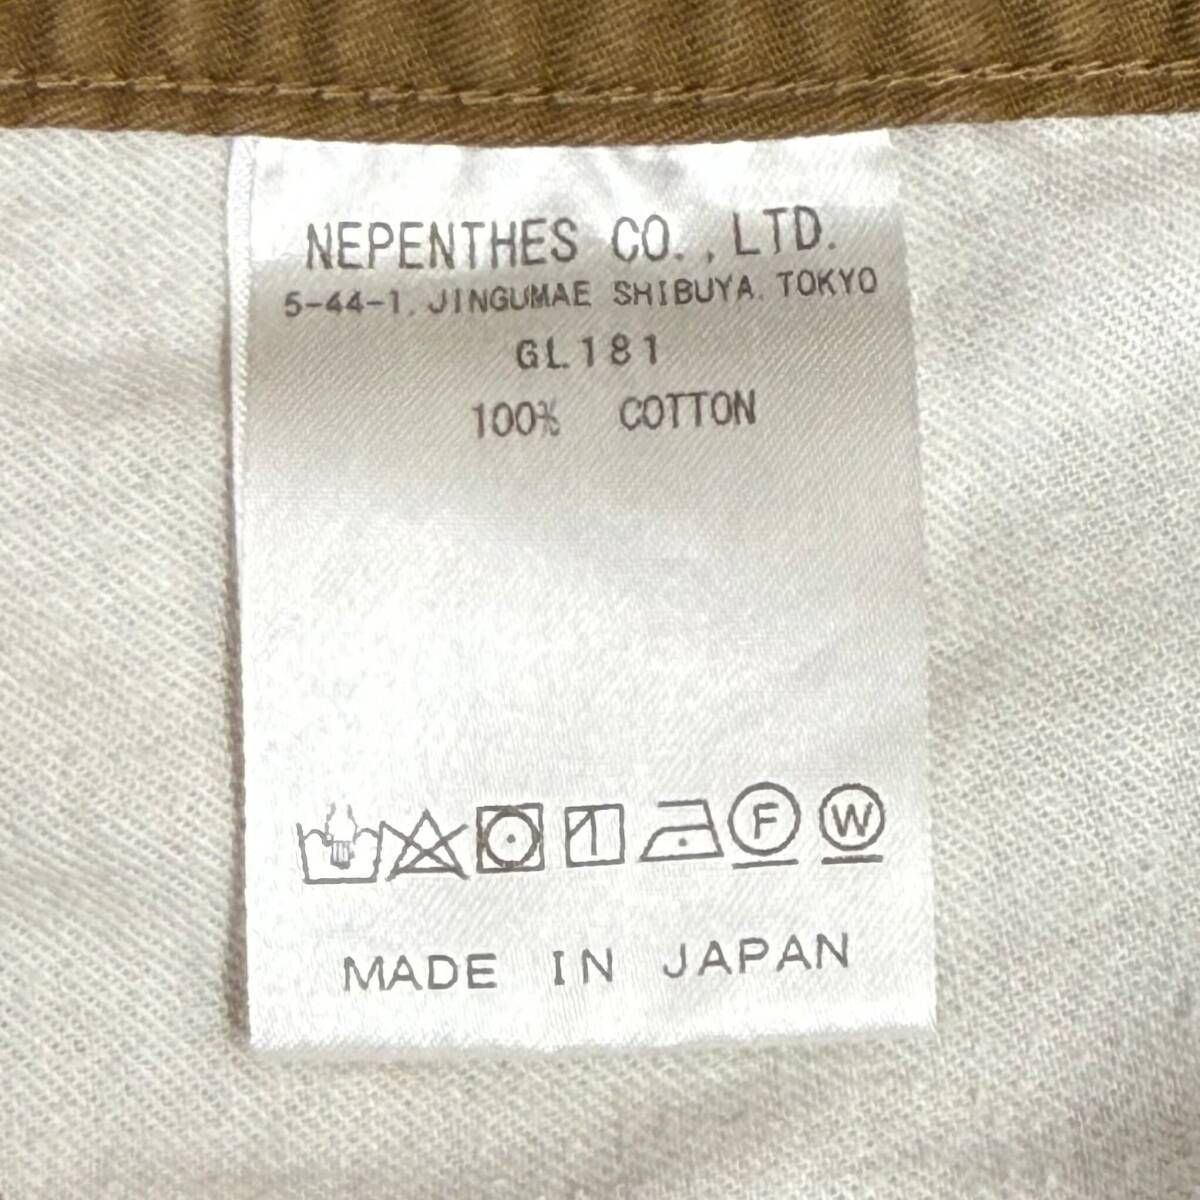 NEPENTHES CO., LTD.
5-44-1, JINGUMAE SHIBUYA, TOKYO
GL181
100% COTTON
F W
MADE IN JAPAN